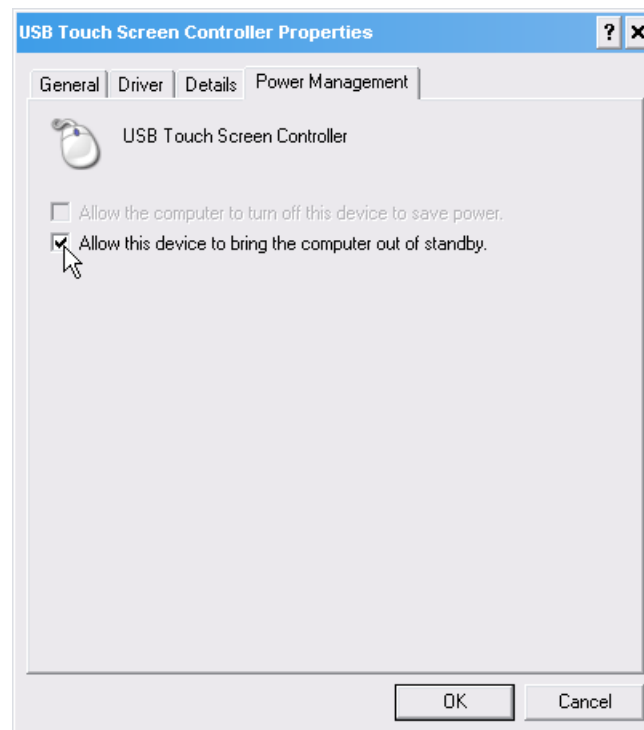 USB Touch Screen Controller Properties ? ×
General Driver Details Power Management
USB Touch Screen Controller
Allow the computer to turn off this device to save power.
Allow this device to bring the computer out of standby.
OK Cancel